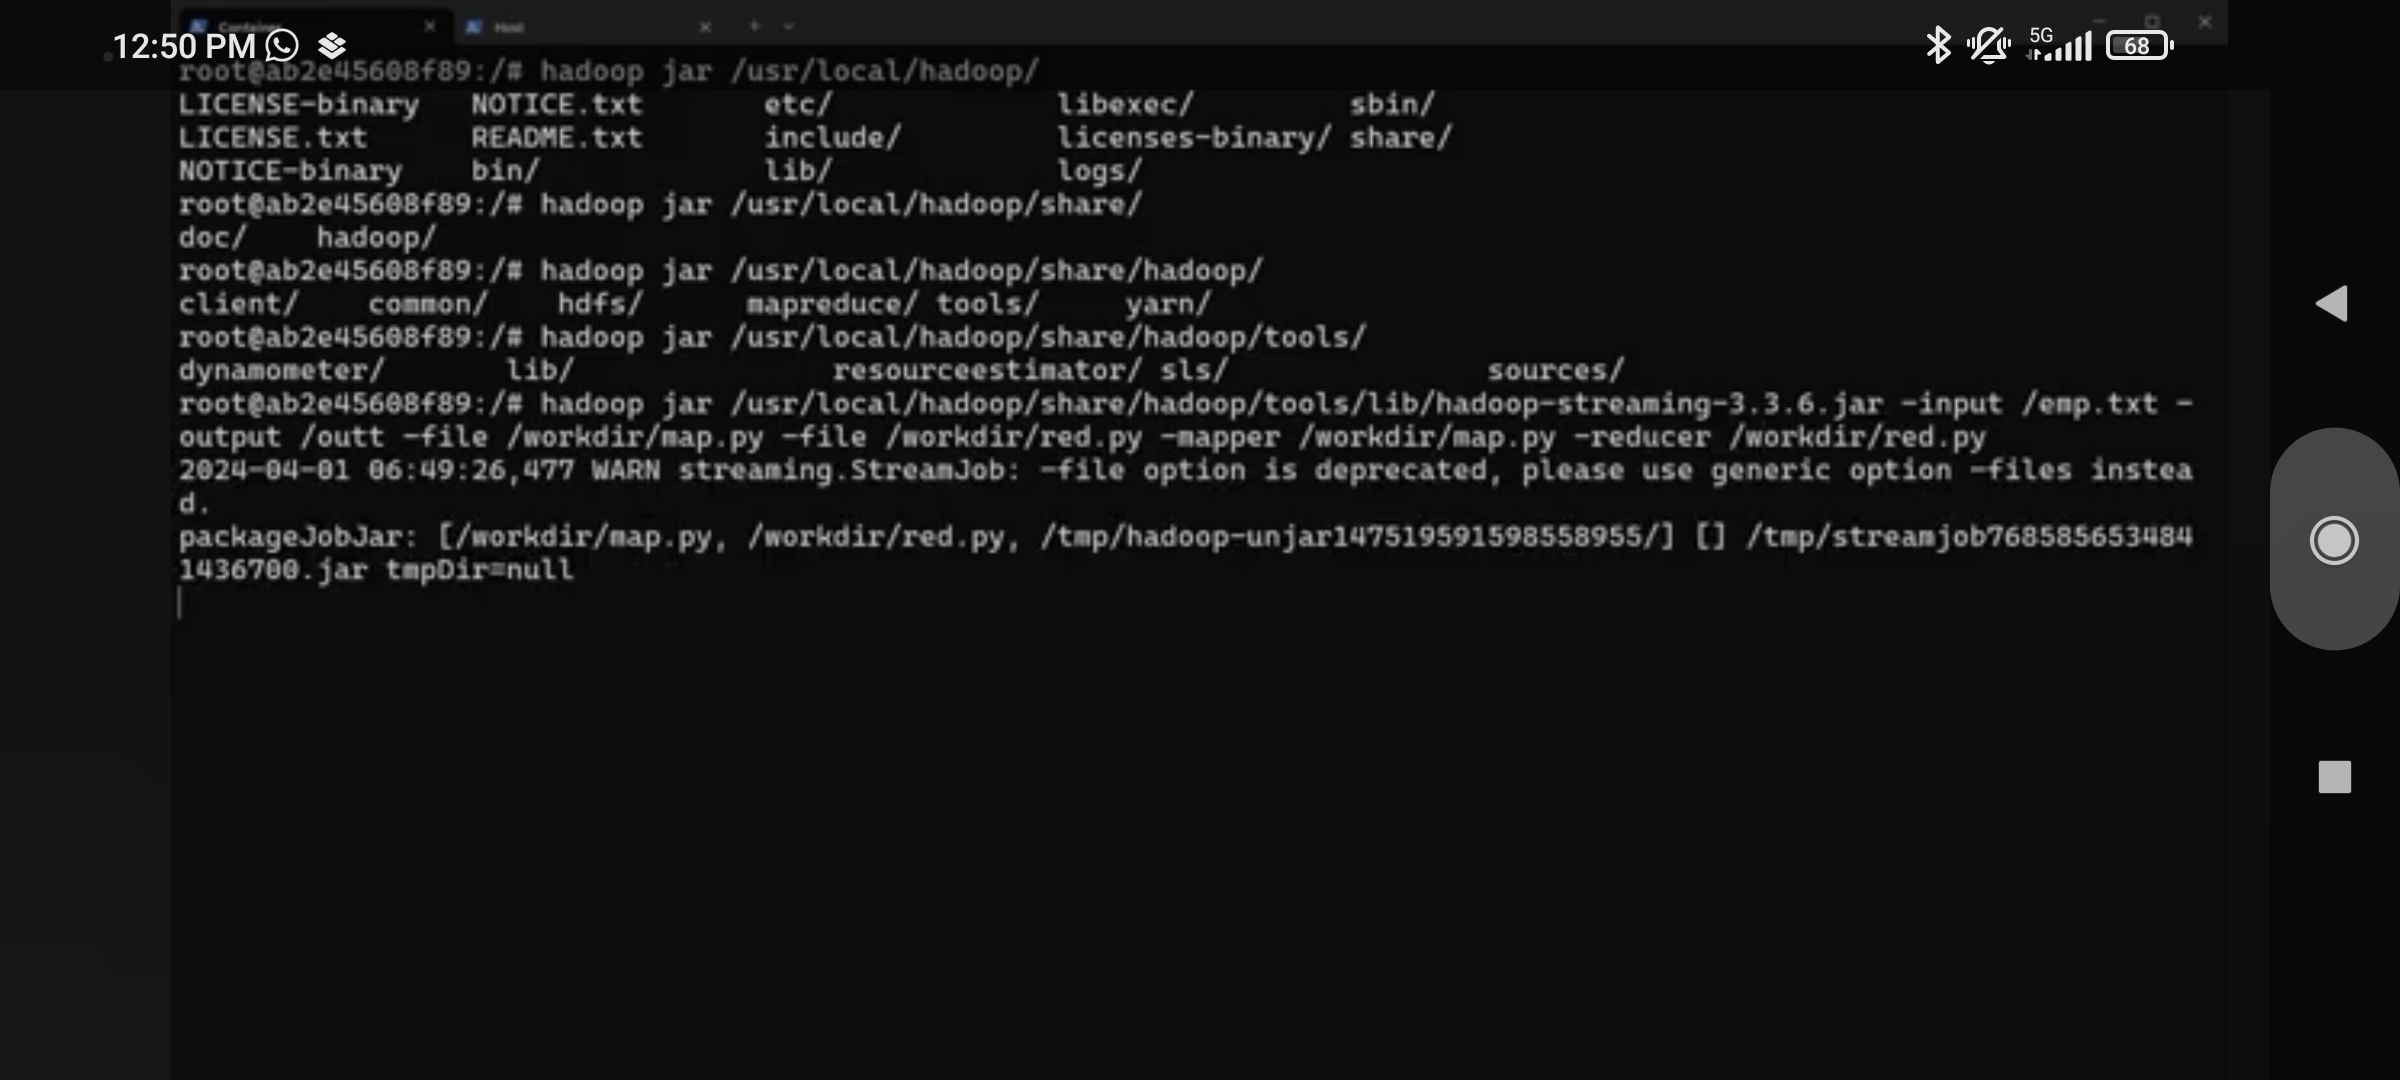 Container Host
12:50 PM 5G 68
root@ab2e45608f89:/# hadoop jar /usr/local/hadoop/
LICENSE-binary NOTICE.txt etc/ libexec/ sbin/
LICENSE.txt README.txt include/ licenses-binary/ share/
NOTICE-binary bin/ lib/ logs/
root@ab2e45608f89:/# hadoop jar /usr/local/hadoop/share/
doc/ hadoop/
root@ab2e45608f89:/# hadoop jar /usr/local/hadoop/share/hadoop/
client/ common/ hdfs/ mapreduce/ tools/ yarn/
root@ab2e45608f89:/# hadoop jar /usr/local/hadoop/share/hadoop/tools/
dynamometer/ lib/ resourceestimator/ sls/ sources/
root@ab2e45608f89:/# hadoop jar /usr/local/hadoop/share/hadoop/tools/lib/hadoop-streaming-3.3.6.jar -input /emp.txt -
output /outt -file /workdir/map.py -file /workdir/red.py -mapper /workdir/map.py -reducer /workdir/red.py
2024-04-01 06:49:26,477 WARN streaming.StreamJob: -file option is deprecated, please use generic option -files instea
d.
packageJobJar: [/workdir/map.py, /workdir/red.py, /tmp/hadoop-unjar147519591598558955/] [] /tmp/streamjob768585653484
1436700.jar tmpDir=null